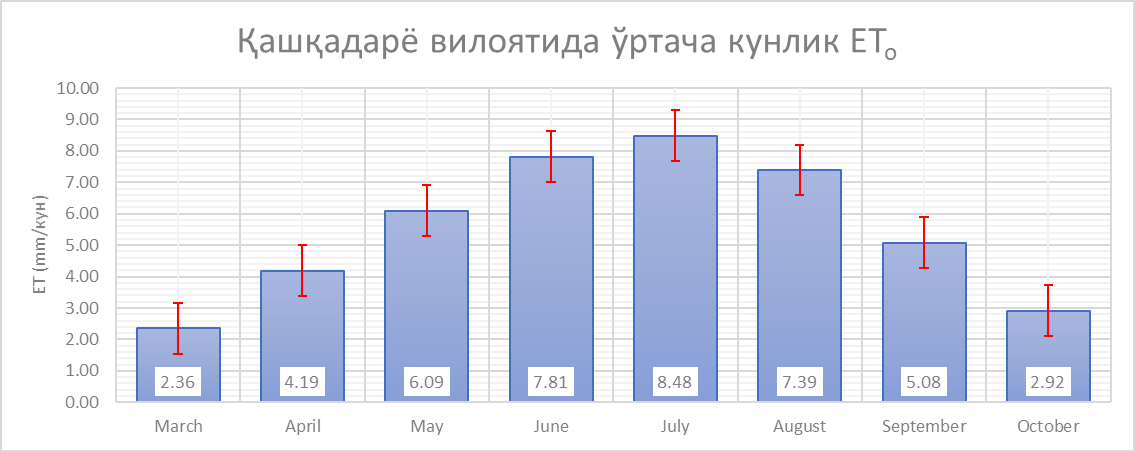 Қашқадарё вилоятида ўртача кунлик ETo
10.00
9.00
8.00
7.00
6.00
5.00
4.00
3.00
2.00
1.00
0.00
ET (mm/кун)
2.36 4.19 6.09 7.81 8.48 7.39 5.08 2.92
March April May June July August September October